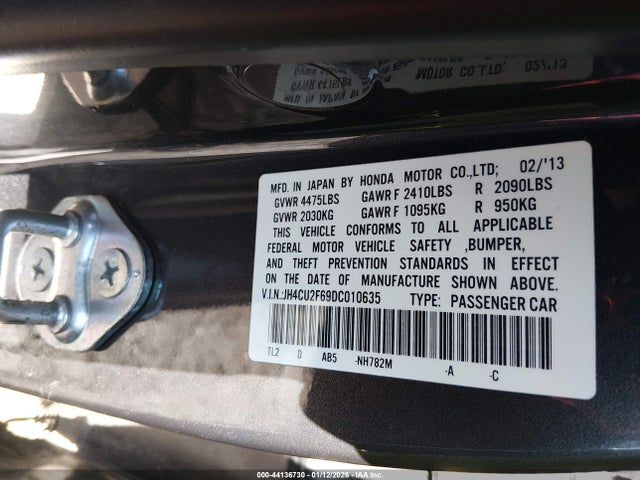 MFD. IN JAPAN BY HONDA MOTOR CO.,LTD; 02/'13
GVWR 4475LBS GAWR F 2410LBS R 2090LBS
GVWR 2030KG GAWR F 1095KG R 950KG
THIS VEHICLE CONFORMS TO ALL APPLICABLE
FEDERAL MOTOR VEHICLE SAFETY ,BUMPER,
AND THEFT PREVENTION STANDARDS IN EFFECT
ON THE DATE OF MANUFACTURE SHOWN ABOVE.
V.I.N:JH4CU2F69DC010635 TYPE: PASSENGER CAR
TL2 D AB5 -NH782M -A -C
000-44136730 - 01/12/2026 - IAAI.COM